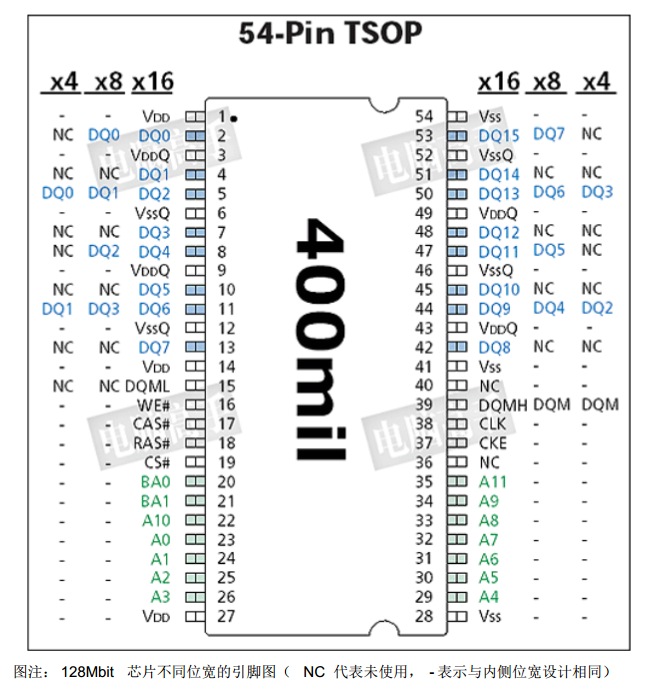 54-Pin TSOP
x4 x8 x16 x16 x8 x4
- - VDD 1 54 Vss - -
NC DQ0 DQ0 2 53 DQ15 DQ7 NC
- - VDDQ 3 52 VssQ - -
NC NC DQ1 4 51 DQ14 NC NC
DQ0 DQ1 DQ2 5 50 DQ13 DQ6 DQ3
- - VssQ 6 49 VDDQ - -
NC NC DQ3 7 48 DQ12 NC NC
NC DQ2 DQ4 8 47 DQ11 DQ5 NC
- - VDDQ 9 46 VssQ - -
NC NC DQ5 10 45 DQ10 NC NC
DQ1 DQ3 DQ6 11 44 DQ9 DQ4 DQ2
- - VssQ 12 43 VDDQ - -
NC NC DQ7 13 42 DQ8 NC NC
- - VDD 14 41 Vss - -
NC NC DQML 15 40 NC - -
- - WE# 16 39 DQMH DQM DQM
- - CAS# 17 38 CLK - -
- - RAS# 18 37 CKE - -
- - CS# 19 36 NC - -
- - BA0 20 35 A11 - -
- - BA1 21 34 A9 - -
- - A10 22 33 A8 - -
- - A0 23 32 A7 - -
- - A1 24 31 A6 - -
- - A2 25 30 A5 - -
- - A3 26 29 A4 - -
- - VDD 27 28 Vss - -
400mil
图注：128Mbit 芯片不同位宽的引脚图（ NC 代表未使用，- 表示与内侧位宽设计相同）